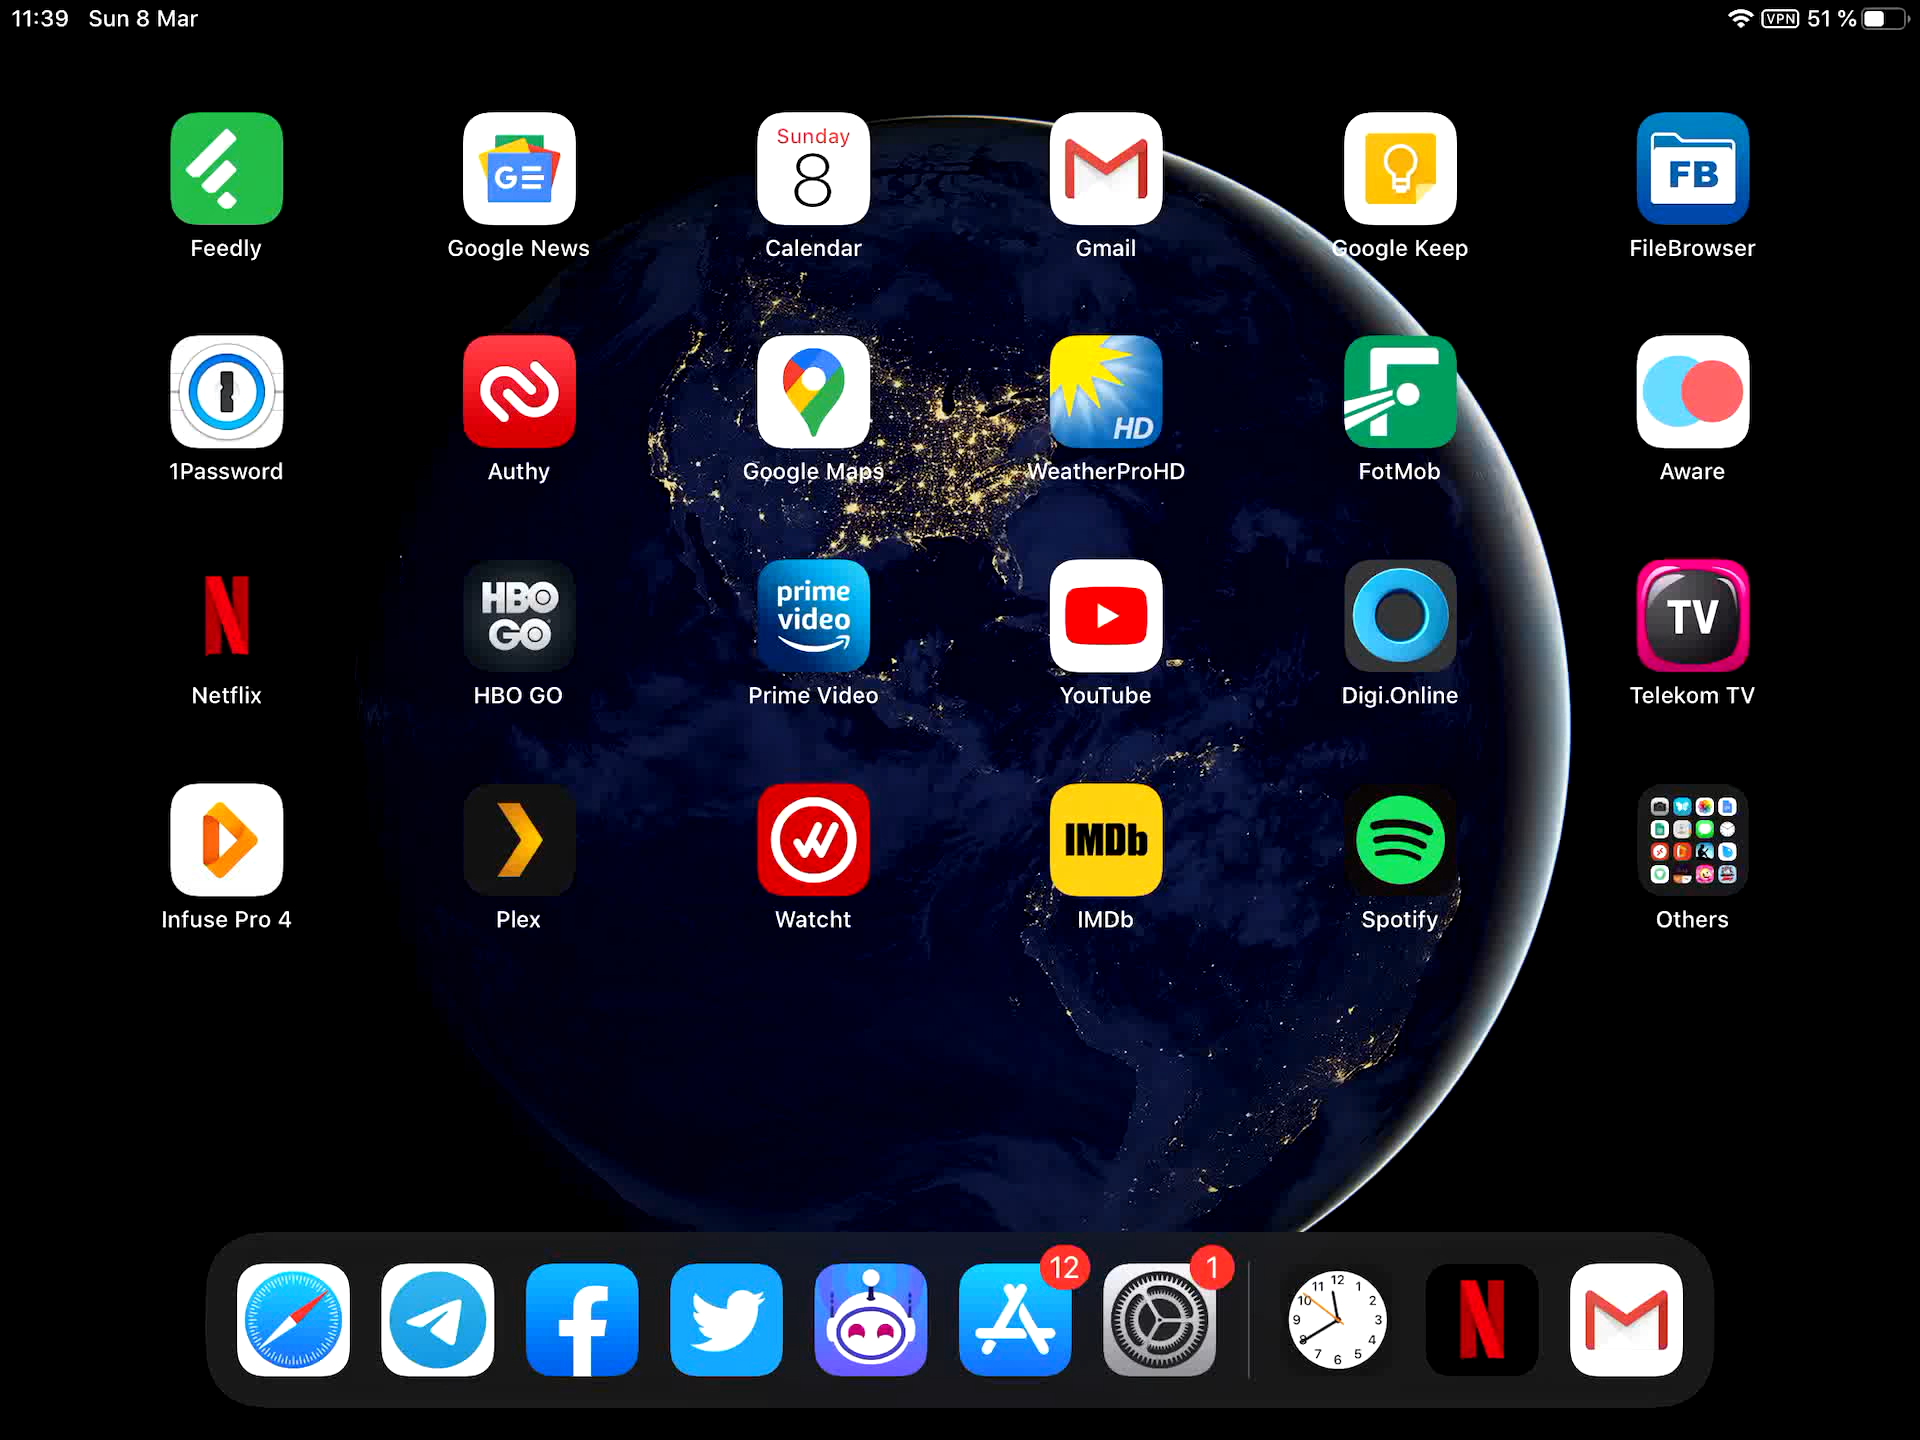 11:39 Sun 8 Mar
VPN 51 %
Sunday
8
GE
FB
Feedly
Google News
Calendar
Gmail
Google Keep
FileBrowser
HD
1Password
Authy
Google Maps
WeatherProHD
FotMob
Aware
N
HBO
GO
prime
video
TV
Netflix
HBO GO
Prime Video
YouTube
Digi.Online
Telekom TV
IMDb
Infuse Pro 4
Plex
Watcht
IMDb
Spotify
Others
12
1
12
1
2
3
4
5
6
7
8
9
10
11
N